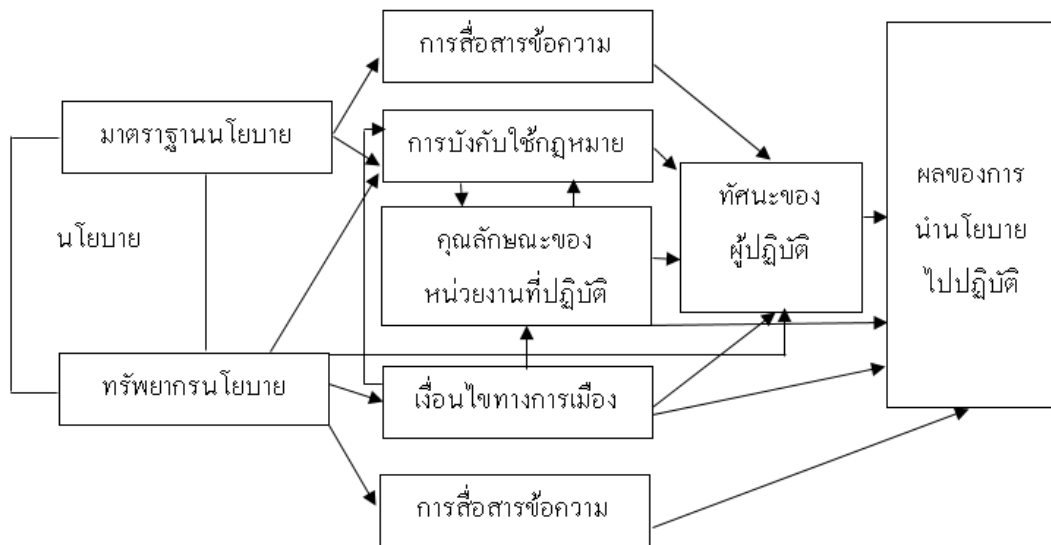 การสื่อสารข้อความ
มาตราฐานนโยบาย
การบังคับใช้กฎหมาย
นโยบาย
คุณลักษณะของ
หน่วยงานที่ปฏิบัติ
ทัศนะของ
ผู้ปฏิบัติ
ผลของการ
นำนโยบาย
ไปปฏิบัติ
ทรัพยากรนโยบาย
เงื่อนไขทางการเมือง
การสื่อสารข้อความ